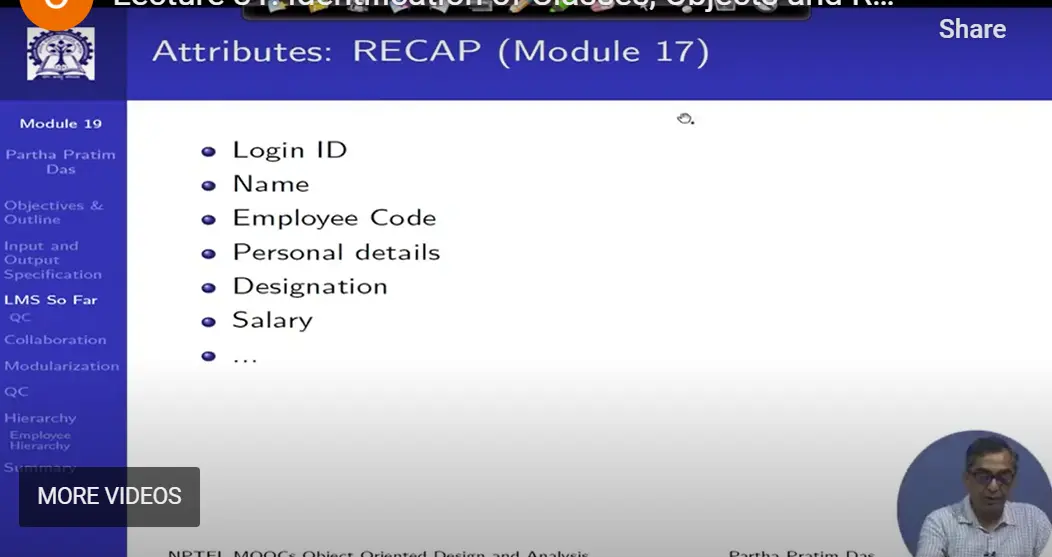 Lecture 31: Identification of Classes, Objects and R...
Share
Attributes: RECAP (Module 17)
Module 19
Partha Pratim
Das
Objectives &
Outline
Input and
Output
Specification
LMS So Far
QC
Collaboration
Modularization
QC
Hierarchy
Employee
Hierarchy
Summary
MORE VIDEOS
Login ID
Name
Employee Code
Personal details
Designation
Salary
...
NPTEL MOOCs Object Oriented Design and Analysis
Partha Pratim Das